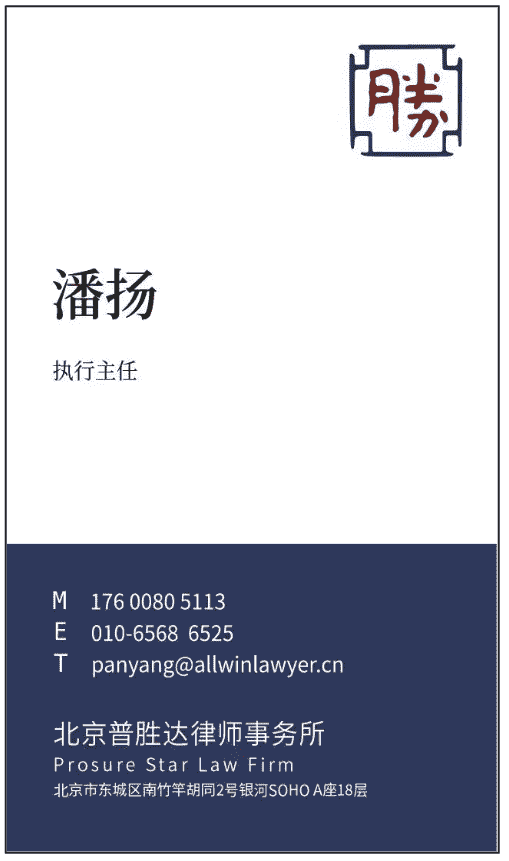 勝
潘扬
执行主任
M 176 0080 5113
E 010-6568 6525
T panyang@allwinlawyer.cn
北京普胜达律师事务所
Prosure Star Law Firm
北京市东城区南竹竿胡同2号银河SOHO A座18层